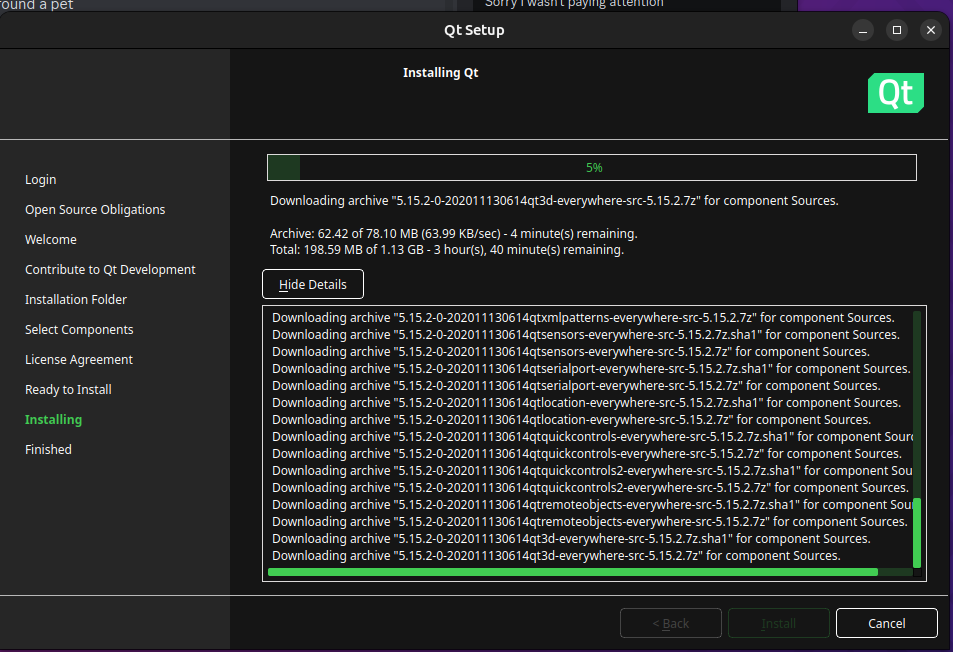 round a pet
Sorry I wasn't paying attention
Qt Setup
Installing Qt
Qt
Login
Open Source Obligations
Welcome
Contribute to Qt Development
Installation Folder
Select Components
License Agreement
Ready to Install
Installing
Finished
5%
Downloading archive "5.15.2-0-202011130614qt3d-everywhere-src-5.15.2.7z" for component Sources.
Archive: 62.42 of 78.10 MB (63.99 KB/sec) - 4 minute(s) remaining.
Total: 198.59 MB of 1.13 GB - 3 hour(s), 40 minute(s) remaining.
Hide Details
Downloading archive "5.15.2-0-202011130614qtxmlpatterns-everywhere-src-5.15.2.7z" for component Sources.
Downloading archive "5.15.2-0-202011130614qtsensors-everywhere-src-5.15.2.7z.sha1" for component Sources.
Downloading archive "5.15.2-0-202011130614qtsensors-everywhere-src-5.15.2.7z" for component Sources.
Downloading archive "5.15.2-0-202011130614qtserialport-everywhere-src-5.15.2.7z.sha1" for component Sources.
Downloading archive "5.15.2-0-202011130614qtserialport-everywhere-src-5.15.2.7z" for component Sources.
Downloading archive "5.15.2-0-202011130614qtlocation-everywhere-src-5.15.2.7z.sha1" for component Sources.
Downloading archive "5.15.2-0-202011130614qtlocation-everywhere-src-5.15.2.7z" for component Sources.
Downloading archive "5.15.2-0-202011130614qtquickcontrols-everywhere-src-5.15.2.7z.sha1" for component Sourc
Downloading archive "5.15.2-0-202011130614qtquickcontrols-everywhere-src-5.15.2.7z" for component Sources.
Downloading archive "5.15.2-0-202011130614qtquickcontrols2-everywhere-src-5.15.2.7z.sha1" for component Sou
Downloading archive "5.15.2-0-202011130614qtquickcontrols2-everywhere-src-5.15.2.7z" for component Sources.
Downloading archive "5.15.2-0-202011130614qtremoteobjects-everywhere-src-5.15.2.7z.sha1" for component Sou
Downloading archive "5.15.2-0-202011130614qtremoteobjects-everywhere-src-5.15.2.7z" for component Sources.
Downloading archive "5.15.2-0-202011130614qt3d-everywhere-src-5.15.2.7z.sha1" for component Sources.
Downloading archive "5.15.2-0-202011130614qt3d-everywhere-src-5.15.2.7z" for component Sources.
< Back
Install
Cancel